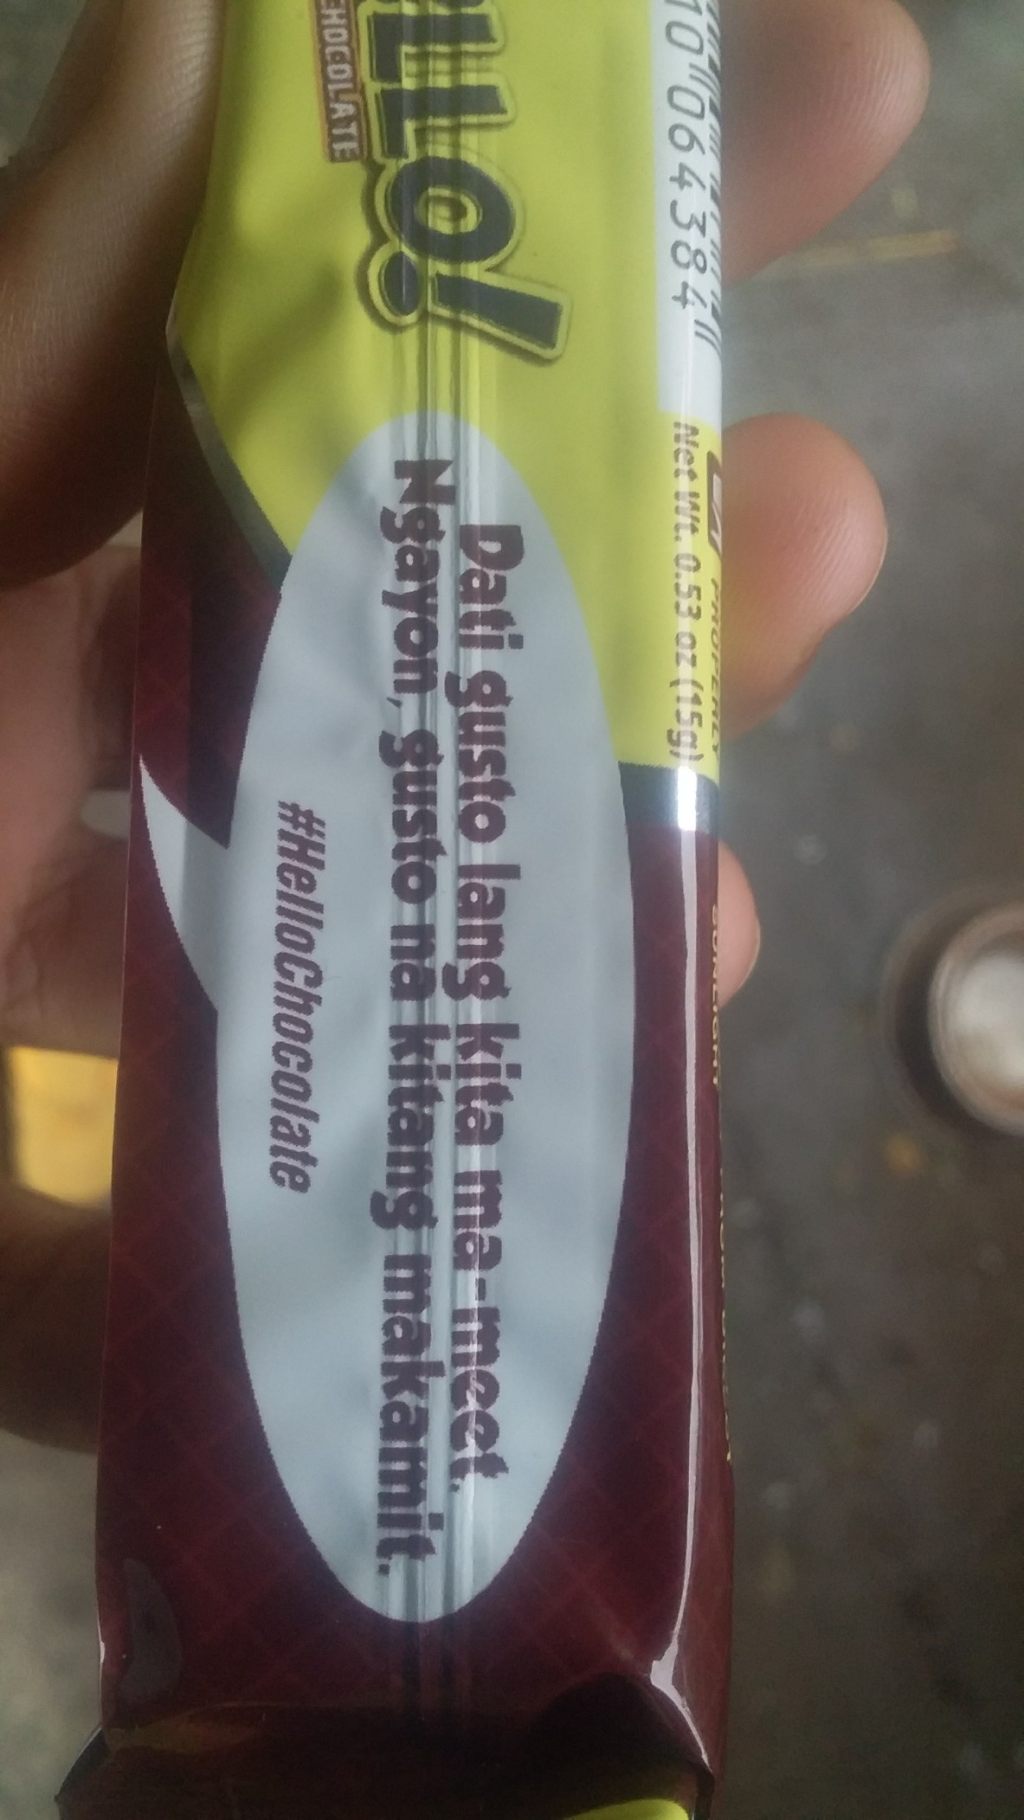 LLO!
CHOCOLATE
10 064384
PROPERLY
Net Wt. 0.53 oz (15g)
Dati gusto lang kita ma-meet.
Ngayon, gusto na kitang makamit.
#HelloChocolate